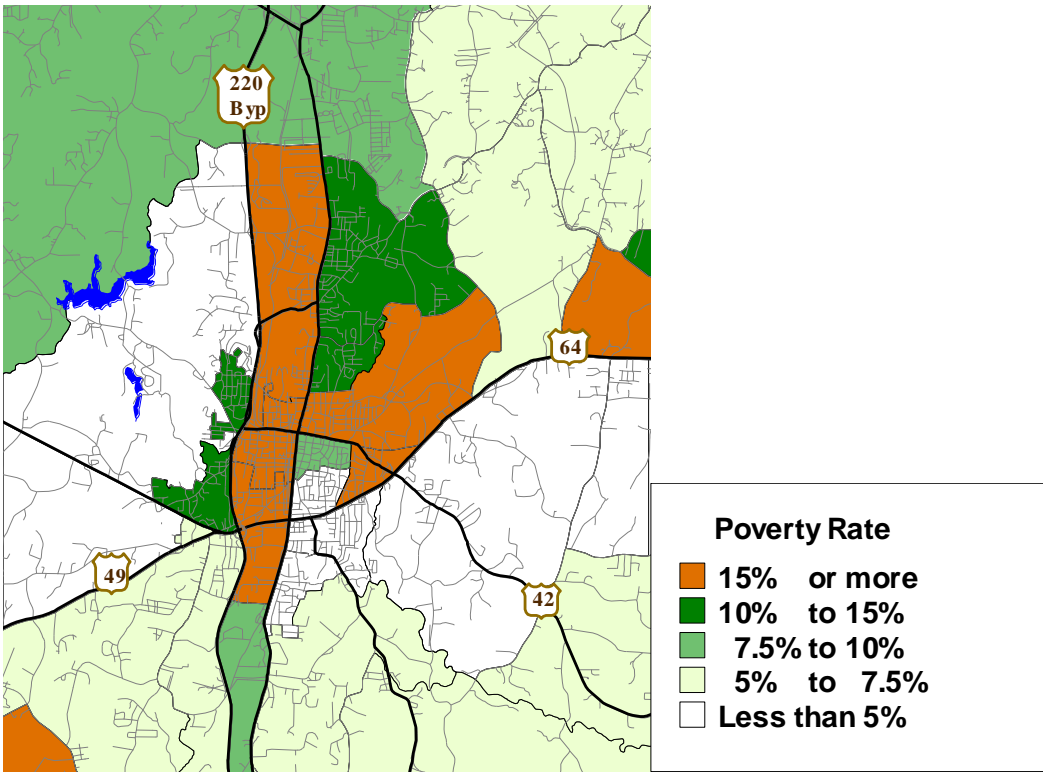 220
Byp
64
49
42
Poverty Rate
15% or more
10% to 15%
7.5% to 10%
5% to 7.5%
Less than 5%